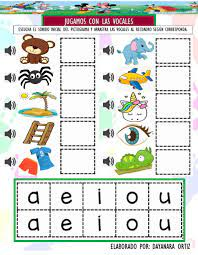 JUGAMOS CON LAS VOCALES
ESCUCHA EL SONIDO INICIAL DEL PICTOGRAMA Y ARRASTRA LAS VOCALES AL RECUADRO SEGÚN CORRESPONDA.
a e i o u
a e i o u
ELABORADO POR: DAYANARA ORTIZ